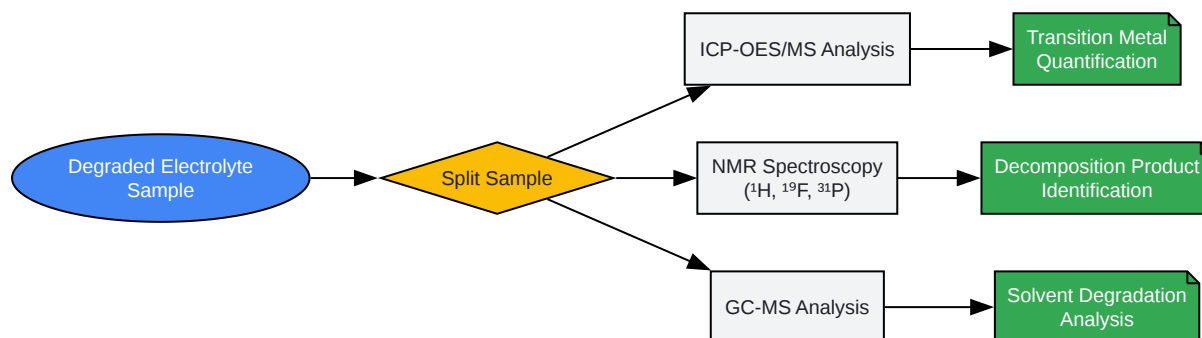 Degraded Electrolyte
Sample
Split Sample
ICP-OES/MS Analysis
Transition Metal
Quantification
NMR Spectroscopy
(¹H, ¹⁹F, ³¹P)
Decomposition Product
Identification
GC-MS Analysis
Solvent Degradation
Analysis